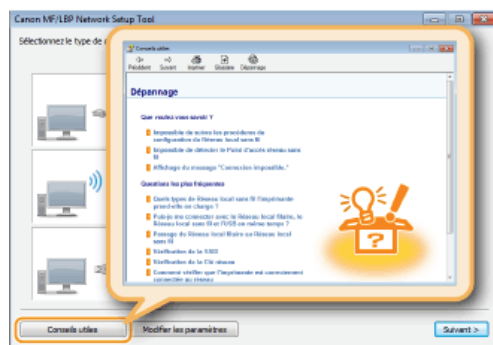 Canon MF/LBP Network Setup Tool
Sélectionnez le type de
Conseils utiles
Précédent Suivant Imprimer Glossaire Dépannage
Dépannage
Que voulez-vous savoir ?
Impossible de suivre les procédures de
configuration du Réseau local sans fil
Impossible de détecter le Point d'accès réseau sans
fil
Affichage du message "Connexion impossible."
Questions les plus fréquentes
Quels types de Réseau local sans fil l'imprimante
prend-elle en charge ?
Puis-je me connecter avec le Réseau local filaire, le
Réseau local sans fil et l'USB en même temps ?
Passage du Réseau local filaire au Réseau local
sans fil
Vérification de la SSID
Vérification de la Clé réseau
Comment vérifier que l'imprimante est correctement
connectée au réseau
?
Conseils utiles Modifier les paramètres Suivant >